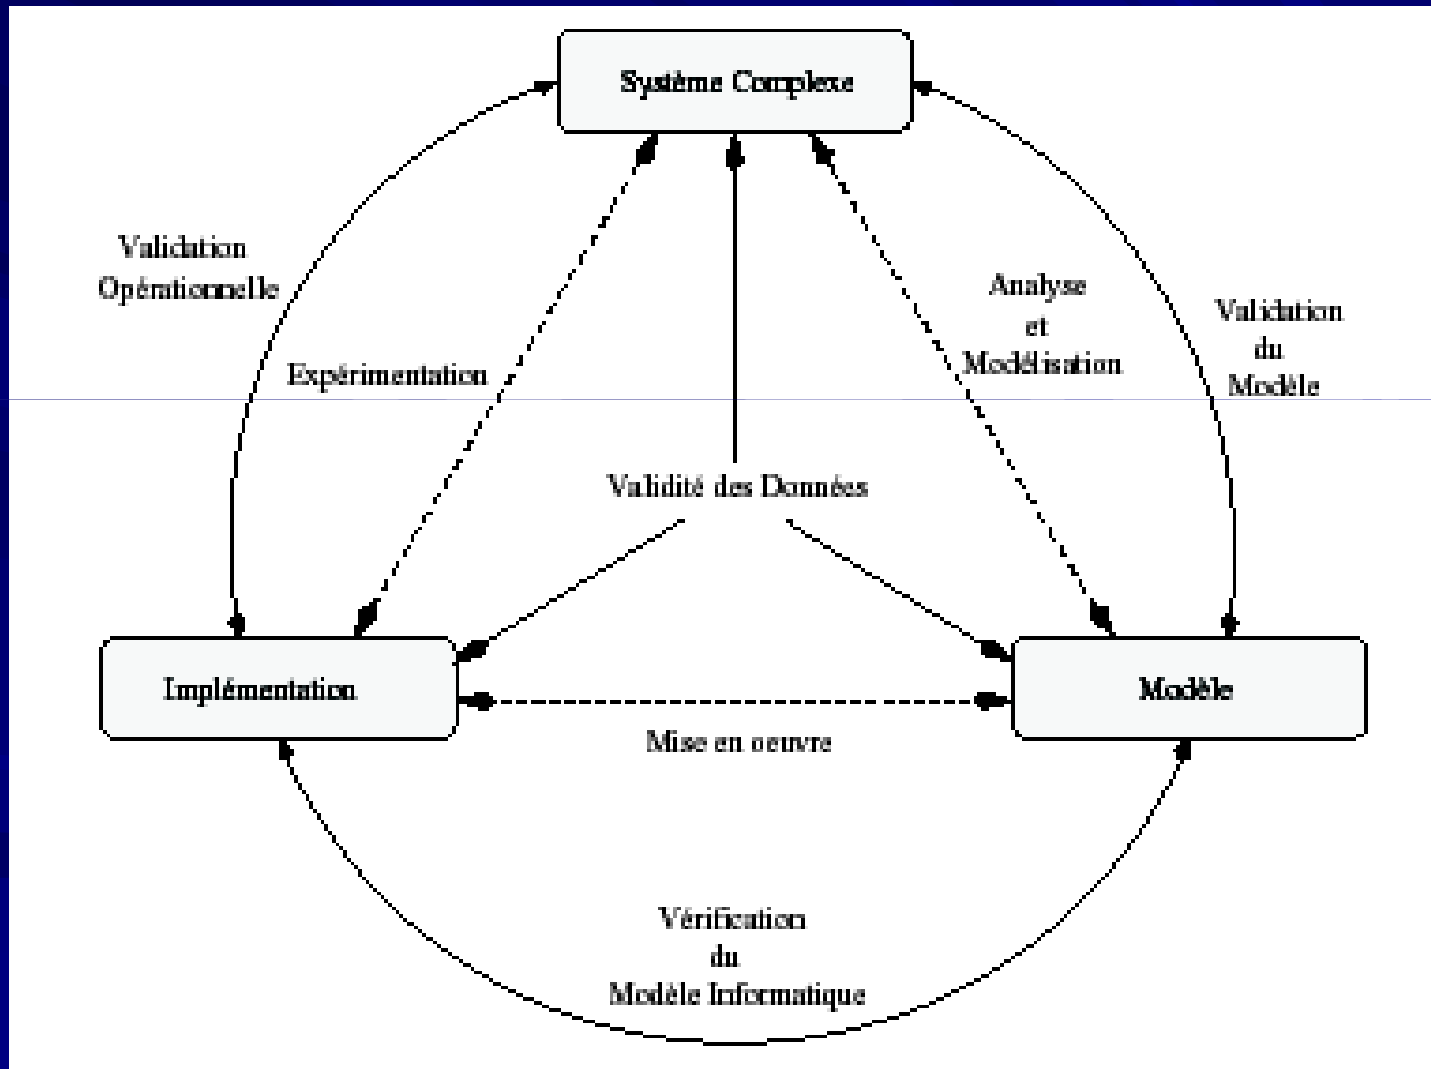 Système Complexe
Validation
Opérationnelle
Analyse
et
Modélisation
Validation
du
Modèle
Expérimentation
Validité des Données
Implémentation
Modèle
Mise en oeuvre
Vérification
du
Modèle Informatique